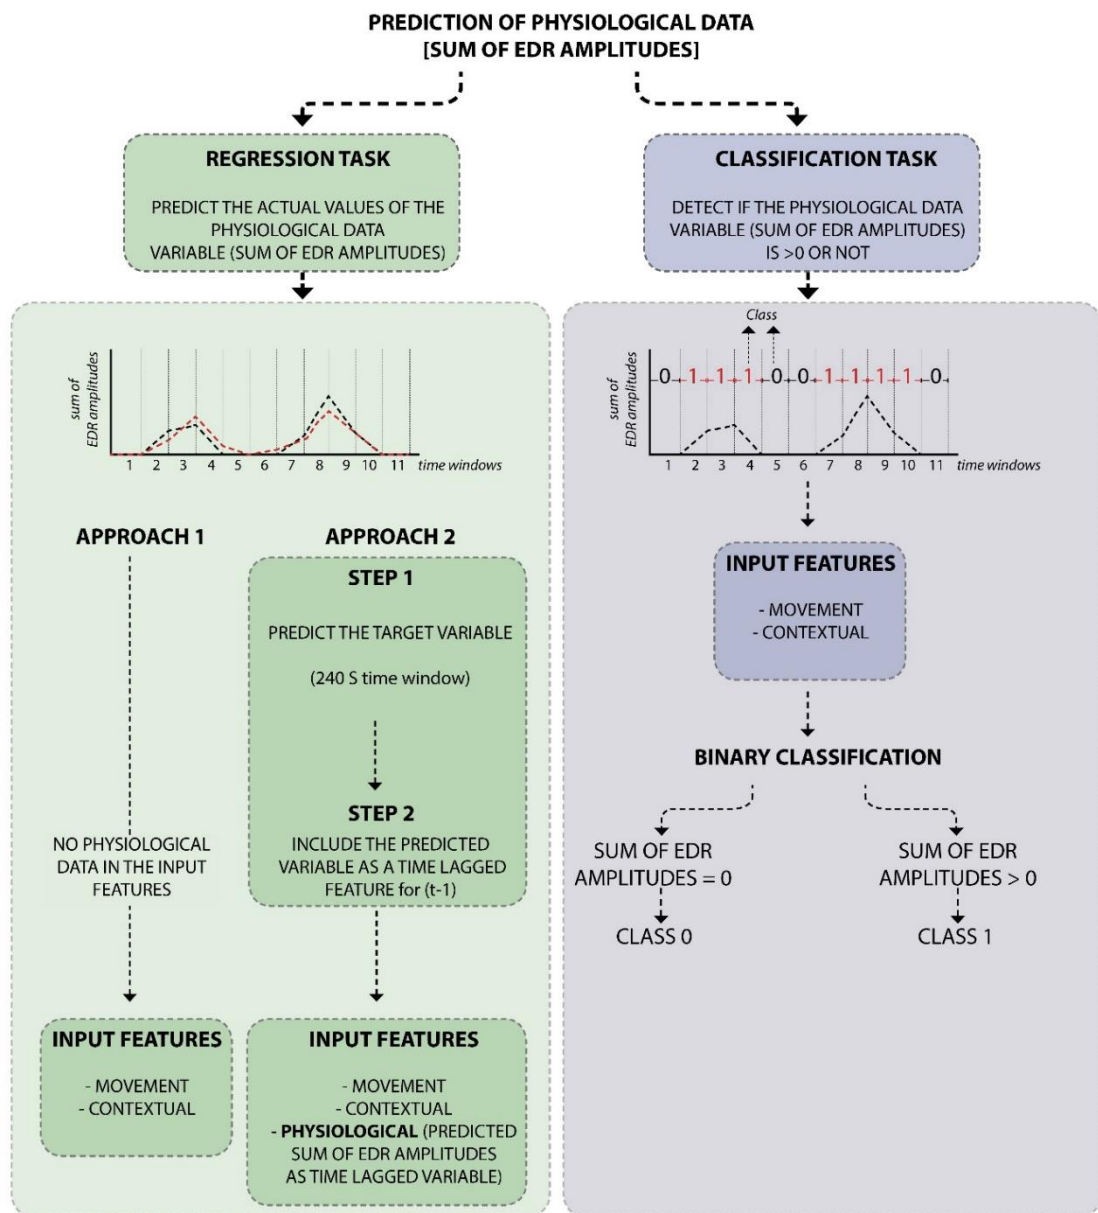 PREDICTION OF PHYSIOLOGICAL DATA
[SUM OF EDR AMPLITUDES]
REGRESSION TASK
PREDICT THE ACTUAL VALUES OF THE
PHYSIOLOGICAL DATA
VARIABLE (SUM OF EDR AMPLITUDES)
sum of
EDR amplitudes
1 2 3 4 5 6 7 8 9 10 11
time windows
APPROACH 1
NO PHYSIOLOGICAL
DATA IN THE INPUT
FEATURES
INPUT FEATURES
- MOVEMENT
- CONTEXTUAL
APPROACH 2
STEP 1
PREDICT THE TARGET VARIABLE
(240 S time window)
STEP 2
INCLUDE THE PREDICTED
VARIABLE AS A TIME LAGGED
FEATURE for (t-1)
INPUT FEATURES
- MOVEMENT
- CONTEXTUAL
- PHYSIOLOGICAL (PREDICTED
SUM OF EDR AMPLITUDES
AS TIME LAGGED VARIABLE)
CLASSIFICATION TASK
DETECT IF THE PHYSIOLOGICAL DATA
VARIABLE (SUM OF EDR AMPLITUDES)
IS >0 OR NOT
Class
0 1 1 1 0 0 1 1 1 1 0
sum of
EDR amplitudes
1 2 3 4 5 6 7 8 9 10 11
time windows
INPUT FEATURES
- MOVEMENT
- CONTEXTUAL
BINARY CLASSIFICATION
SUM OF EDR
AMPLITUDES = 0
CLASS 0
SUM OF EDR
AMPLITUDES > 0
CLASS 1